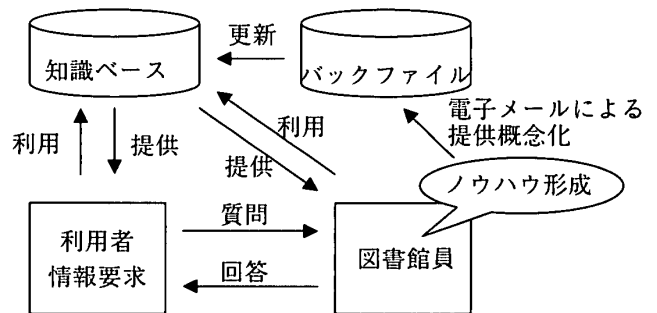 更新
知識ベース
バックファイル
電子メールによる
提供概念化
利用
提供
利用
提供
ノウハウ形成
質問
利用者
情報要求
図書館員
回答